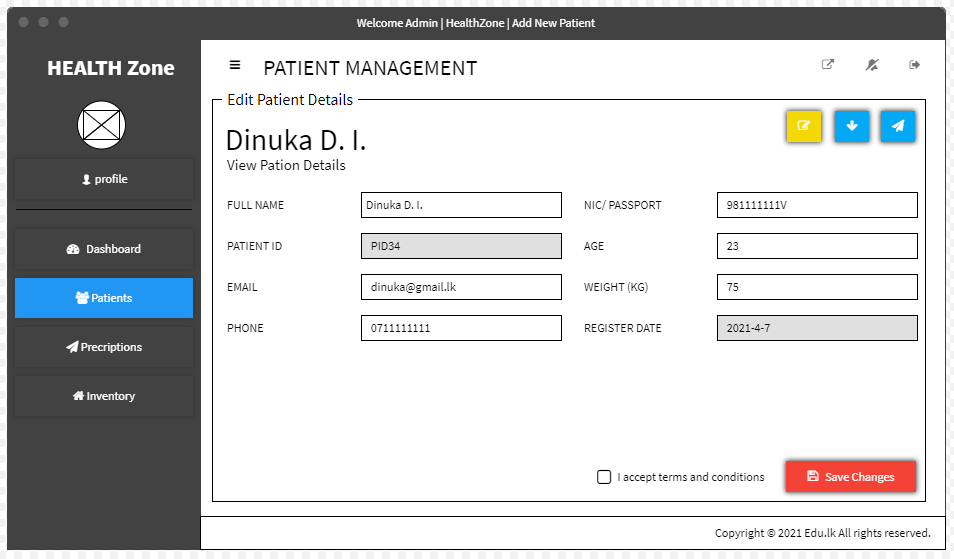 Welcome Admin | HealthZone | Add New Patient
HEALTH Zone
profile
Dashboard
Patients
Precriptions
Inventory
PATIENT MANAGEMENT
Edit Patient Details
Dinuka D. I.
View Pation Details
FULL NAME Dinuka D. I. NIC/ PASSPORT 981111111V
PATIENT ID PID34 AGE 23
EMAIL dinuka@gmail.lk WEIGHT (KG) 75
PHONE 0711111111 REGISTER DATE 2021-4-7
I accept terms and conditions Save Changes
Copyright © 2021 Edu.lk All rights reserved.